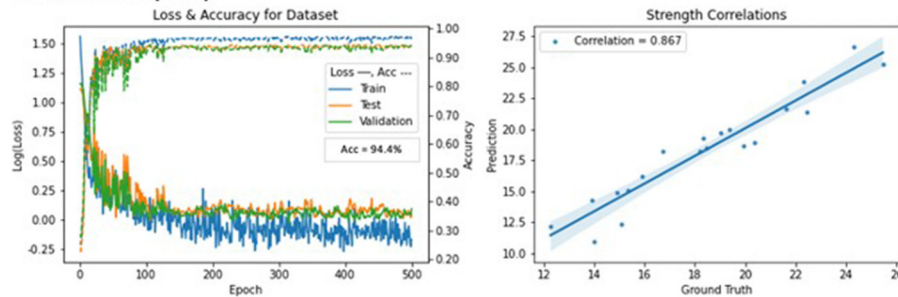 Loss & Accuracy for Dataset
Log(Loss)
1.50
1.25
1.00
0.75
0.50
0.25
0.00
-0.25
0
100
200
300
400
500
Epoch
1.00
0.90
0.80
0.70
0.60
0.50
0.40
0.30
0.20
Accuracy
Loss —, Acc ---
Train
Test
Validation
Acc = 94.4%
Strength Correlations
Correlation = 0.867
Prediction
27.5
25.0
22.5
20.0
17.5
15.0
12.5
10.0
12
14
16
18
20
22
24
Ground Truth